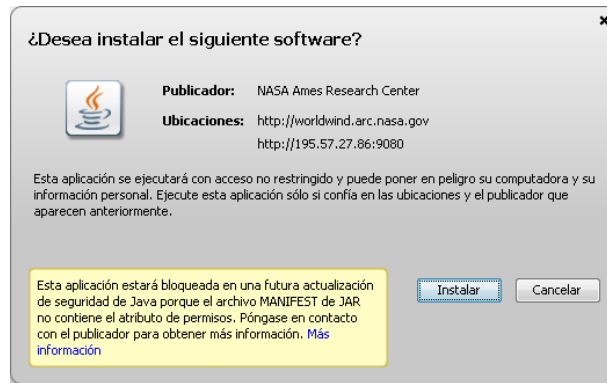 ¿Desea instalar el siguiente software?
Publicador: NASA Ames Research Center
Ubicaciones: http://worldwind.arc.nasa.gov
http://195.57.27.86:9080
Esta aplicación se ejecutará con acceso no restringido y puede poner en peligro su computadora y su
información personal. Ejecute esta aplicación sólo si confía en las ubicaciones y el publicador que
aparecen anteriormente.
Esta aplicación estará bloqueada en una futura actualización
de seguridad de Java porque el archivo MANIFEST de JAR
no contiene el atributo de permisos. Póngase en contacto
con el publicador para obtener más información. Más
información
Instalar Cancelar